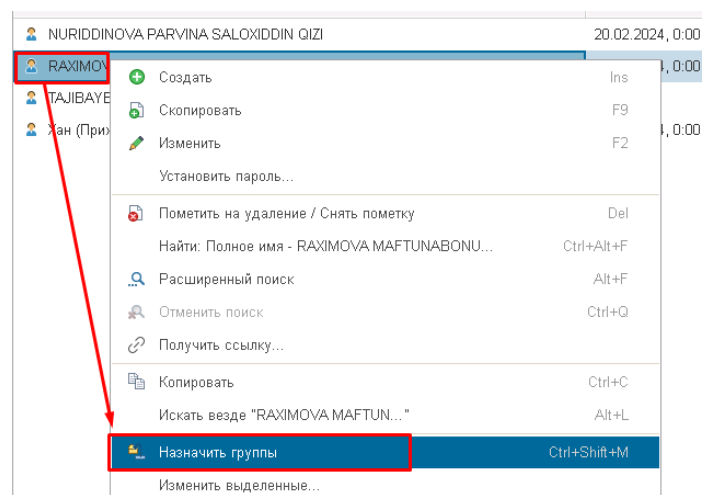 NURIDDINOVA PARVINA SALOXIDDIN QIZI 20.02.2024, 0:00
RAXIMOV 4, 0:00
TAJIBAYE
Хан (Прих 4, 0:00
Создать Ins
Скопировать F9
Изменить F2
Установить пароль...
Пометить на удаление / Снять пометку Del
Найти: Полное имя - RAXIMOVA MAFTUNABONU... Ctrl+Alt+F
Расширенный поиск Alt+F
Отменить поиск Ctrl+Q
Получить ссылку...
Копировать Ctrl+C
Искать везде "RAXIMOVA MAFTUN..." Alt+L
Назначить группы Ctrl+Shift+M
Изменить выделенные...